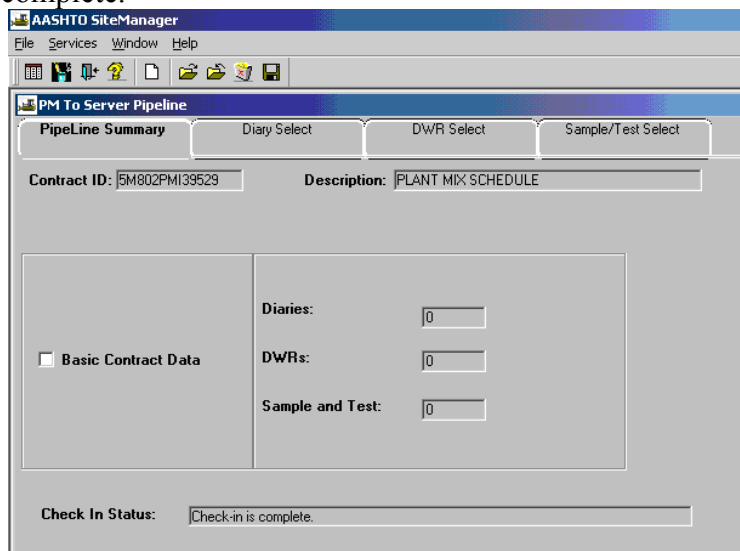 complete.
AASHTO SiteManager
File Services Window Help
PM To Server Pipeline
PipeLine Summary Diary Select DWR Select Sample/Test Select
Contract ID: 5M802PMI39529 Description: PLANT MIX SCHEDULE
Diaries: 0
Basic Contract Data DWRs: 0
Sample and Test: 0
Check In Status: Check-in is complete.